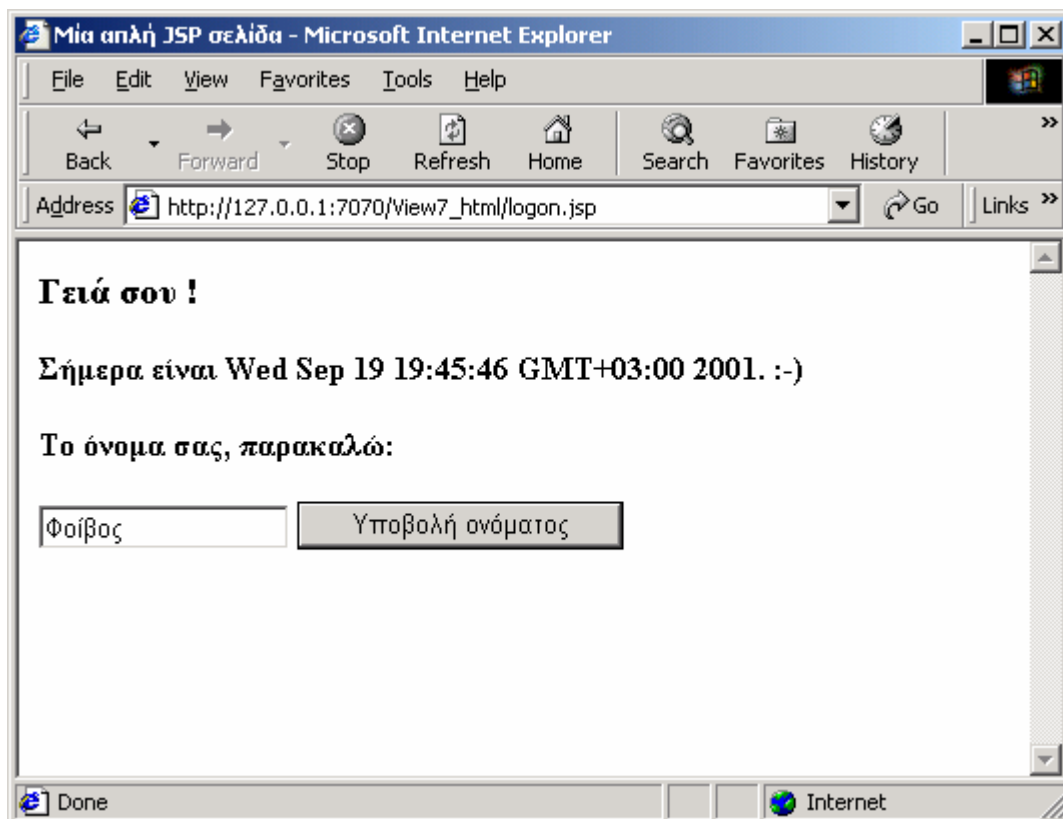 Μία απλή JSP σελίδα - Microsoft Internet Explorer
File Edit View Favorites Tools Help
Back Forward Stop Refresh Home Search Favorites History »
Address http://127.0.0.1:7070/View7_html/logon.jsp Go Links »
Γειά σου !
Σήμερα είναι Wed Sep 19 19:45:46 GMT+03:00 2001. :-)
Το όνομα σας, παρακαλώ:
Φοίβος Υποβολή ονόματος
Done Internet